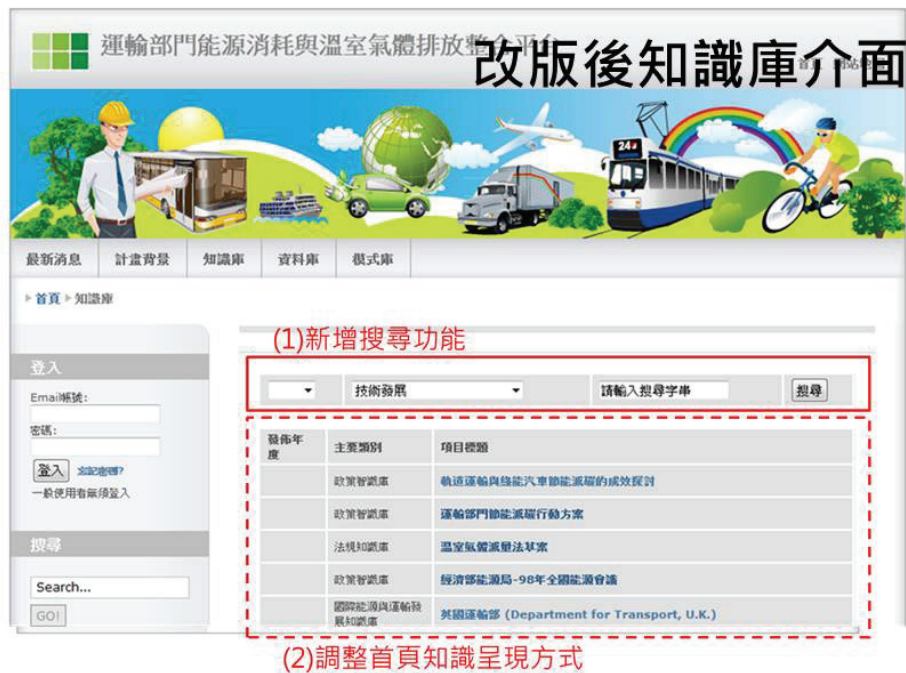 運輸部門能源消耗與溫室氣體排放整合平台
改版後知識庫介面
首頁
24
最新消息 計畫背景 知識庫 資料庫 模式庫
首頁 知識庫
(1)新增搜尋功能
登入
Email帳號:
密碼:
登入 忘記密碼?
一般使用者無須登入
搜尋
Search...
GO!
技術發展 請輸入搜尋字串 搜尋
發佈年度 主要類別 項目標題
政策智識庫 軌道運輸與綠能汽車節能減碳的成效探討
政策智識庫 運輸部門節能減碳行動方案
法規知識庫 溫室氣體減量法草案
政策智識庫 經濟部能源局-98年全國能源會議
國際能源與運輸發展知識庫 英國運輸部 (Department for Transport, U.K.)
(2)調整首頁知識呈現方式